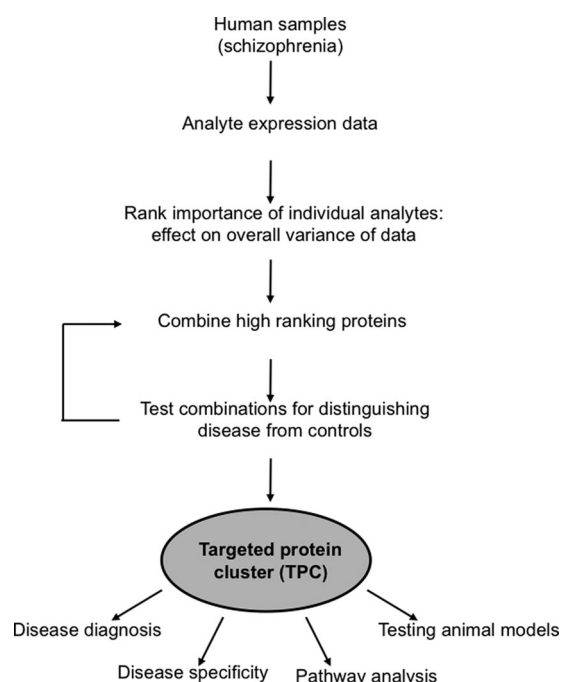 Human samples
(schizophrenia)
Analyte expression data
Rank importance of individual analytes:
effect on overall variance of data
Combine high ranking proteins
Test combinations for distinguishing
disease from controls
Targeted protein
cluster (TPC)
Disease diagnosis
Testing animal models
Disease specificity
Pathway analysis